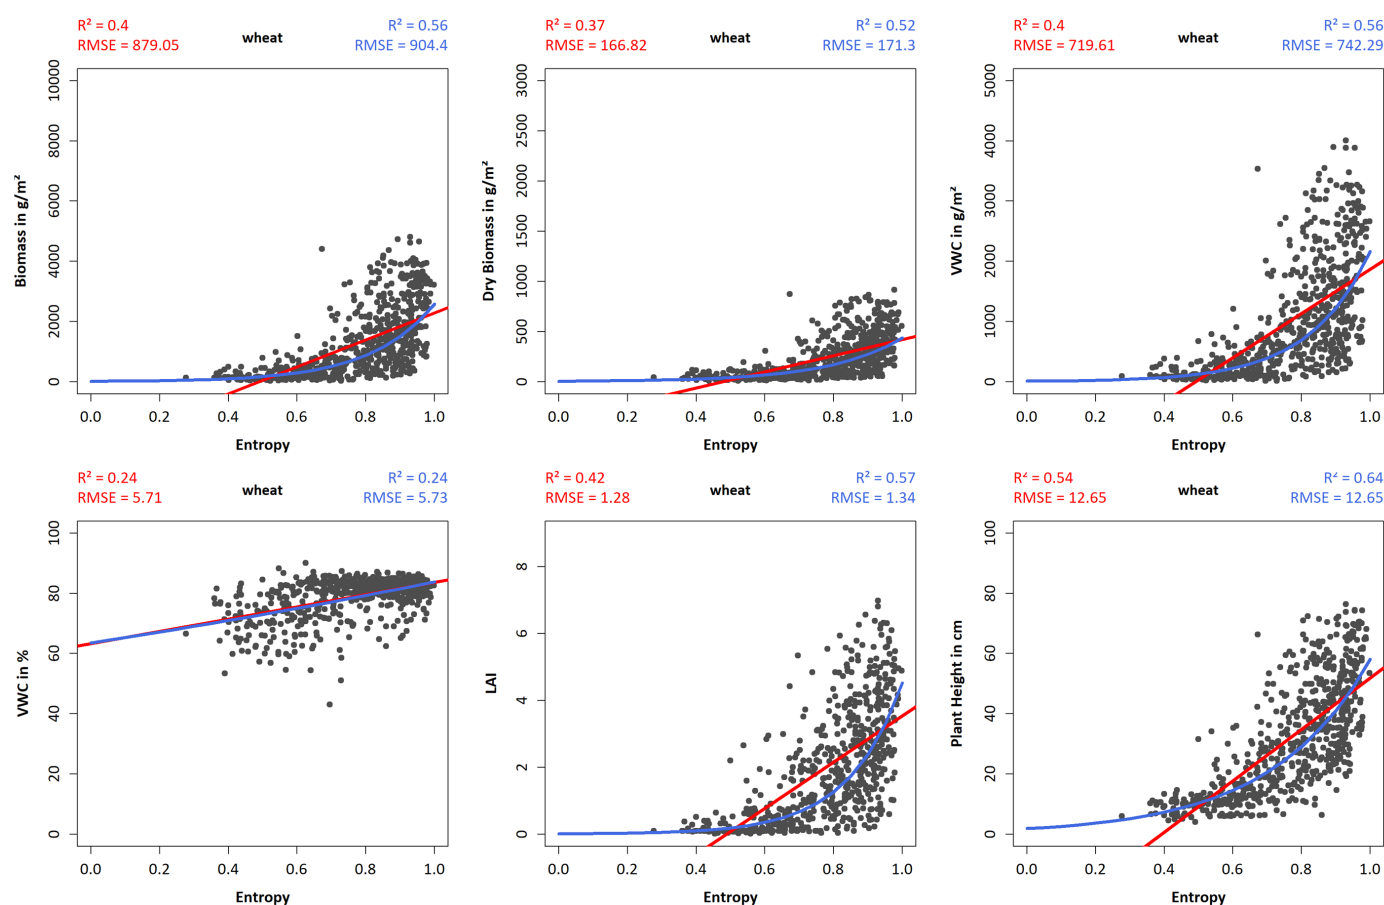 R² = 0.4
RMSE = 879.05
wheat
R² = 0.56
RMSE = 904.4
Biomass in g/m²
0
2000
4000
6000
8000
10000
0.0 0.2 0.4 0.6 0.8 1.0
Entropy
R² = 0.37
RMSE = 166.82
wheat
R² = 0.52
RMSE = 171.3
Dry Biomass in g/m²
0
500
1000
1500
2000
2500
3000
0.0 0.2 0.4 0.6 0.8 1.0
Entropy
R² = 0.4
RMSE = 719.61
wheat
R² = 0.56
RMSE = 742.29
VWC in g/m²
0
1000
2000
3000
4000
5000
0.0 0.2 0.4 0.6 0.8 1.0
Entropy
R² = 0.24
RMSE = 5.71
wheat
R² = 0.24
RMSE = 5.73
VWC in %
0
20
40
60
80
100
0.0 0.2 0.4 0.6 0.8 1.0
Entropy
R² = 0.42
RMSE = 1.28
wheat
R² = 0.57
RMSE = 1.34
LAI
0
2
4
6
8
0.0 0.2 0.4 0.6 0.8 1.0
Entropy
R² = 0.54
RMSE = 12.65
wheat
R² = 0.64
RMSE = 12.65
Plant Height in cm
0
20
40
60
80
100
0.0 0.2 0.4 0.6 0.8 1.0
Entropy